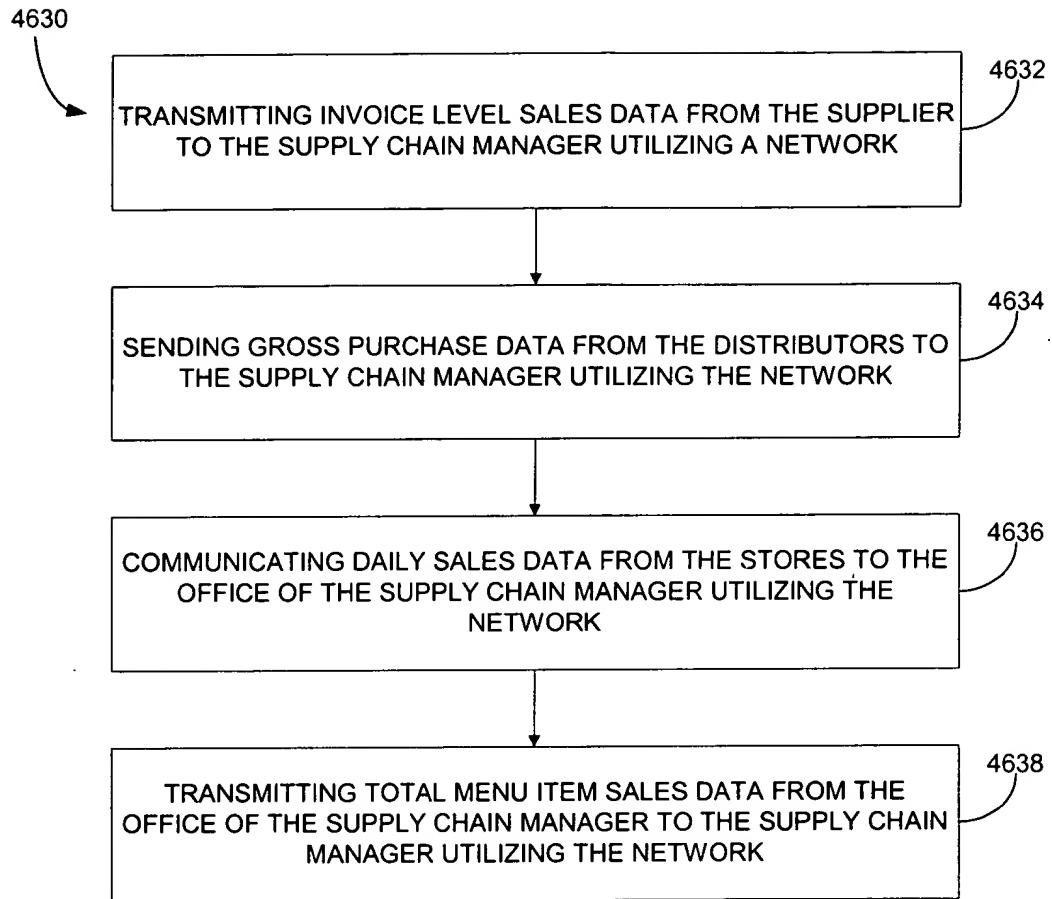 4630
4632
TRANSMITTING INVOICE LEVEL SALES DATA FROM THE SUPPLIER
TO THE SUPPLY CHAIN MANAGER UTILIZING A NETWORK
4634
SENDING GROSS PURCHASE DATA FROM THE DISTRIBUTORS TO
THE SUPPLY CHAIN MANAGER UTILIZING THE NETWORK
4636
COMMUNICATING DAILY SALES DATA FROM THE STORES TO THE
OFFICE OF THE SUPPLY CHAIN MANAGER UTILIZING THE
NETWORK
4638
TRANSMITTING TOTAL MENU ITEM SALES DATA FROM THE
OFFICE OF THE SUPPLY CHAIN MANAGER TO THE SUPPLY CHAIN
MANAGER UTILIZING THE NETWORK